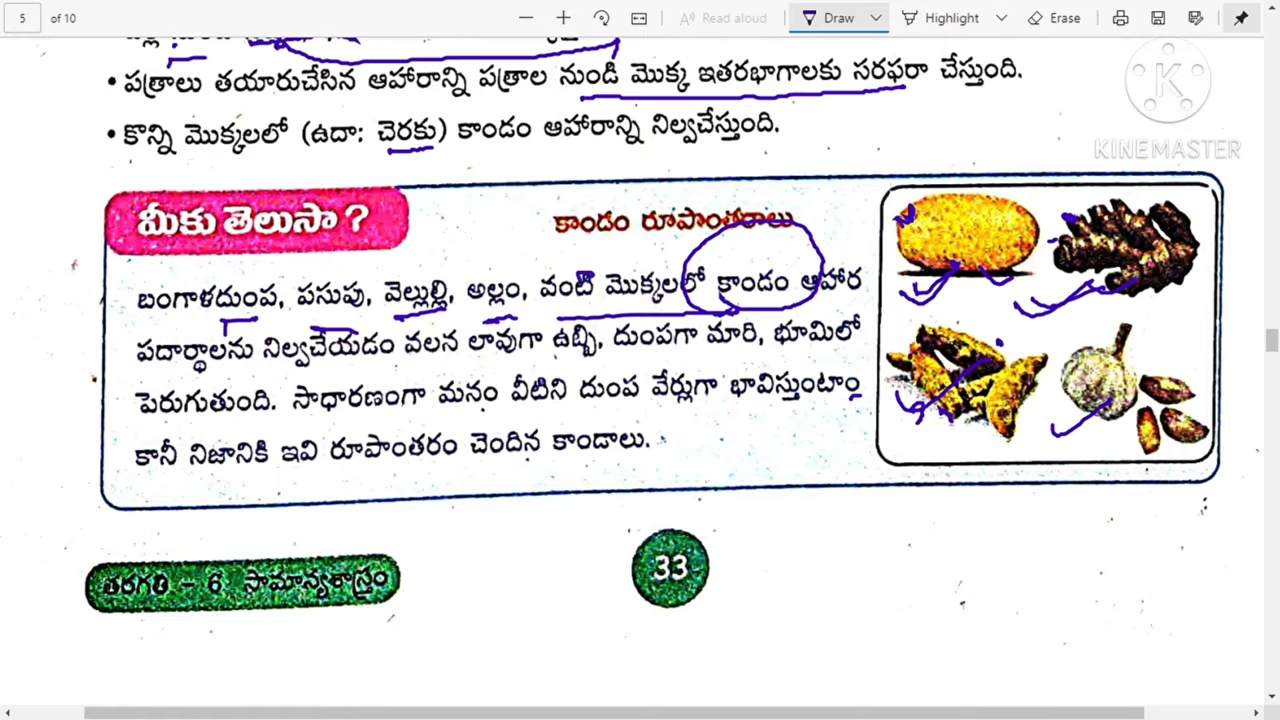 5 of 10 Read aloud Draw Highlight Erase
• పత్రాలు తయారుచేసిన ఆహారాన్ని పత్రాల నుండి మొక్క ఇతరభాగాలకు సరఫరా చేస్తుంది.
• కొన్ని మొక్కలలో (ఉదా: చెరకు) కాండం ఆహారాన్ని నిల్వచేస్తుంది.
K
KINEMASTER
మీకు తెలుసా ?
కాండం రూపాంతరాలు
బంగాళదుంప, పసుపు, వెల్లుల్లి, అల్లం, వంటి మొక్కలలో కాండం ఆహార
పదార్థాలను నిల్వచేయడం వలన లావుగా ఉబ్బి, దుంపగా మారి, భూమిలో
పెరుగుతుంది. సాధారణంగా మనం వీటిని దుంప వేర్లుగా భావిస్తుంటాం
కానీ నిజానికి ఇవి రూపాంతరం చెందిన కాండాలు.
తరగతి - 6 సామాన్యశాస్త్రం
33